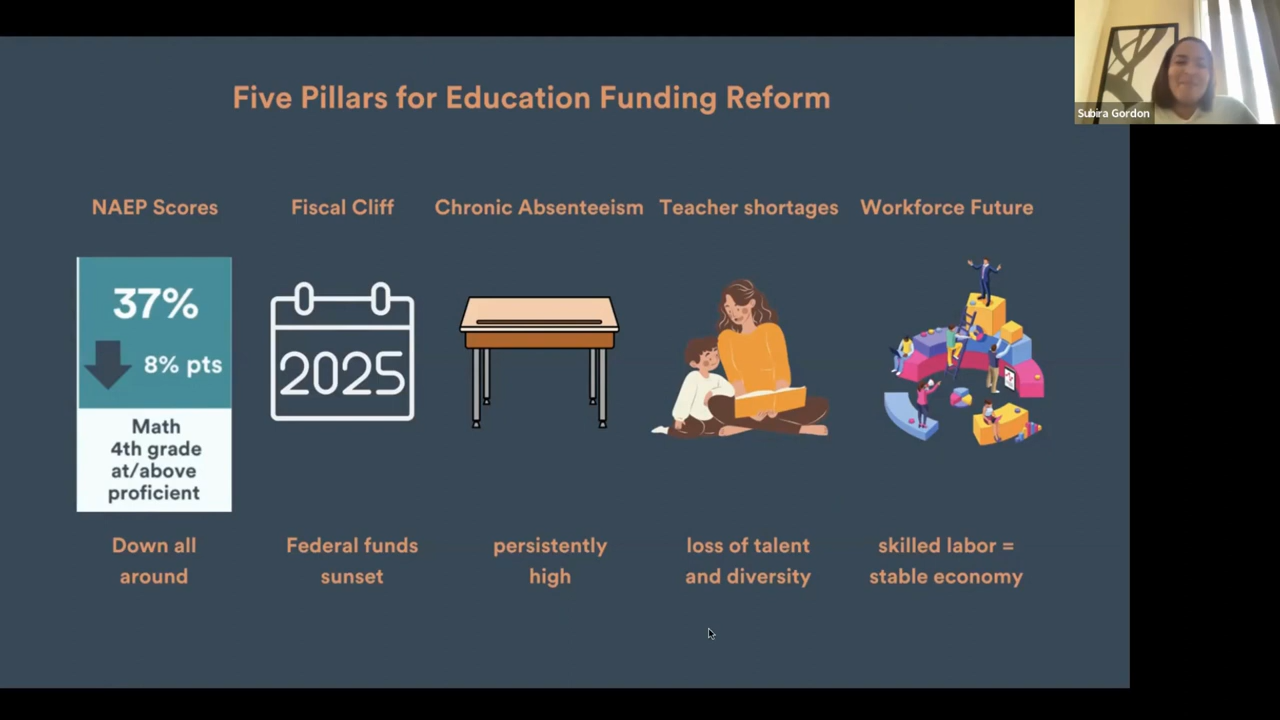 Five Pillars for Education Funding Reform
Subira Gordon
NAEP Scores
Fiscal Cliff
Chronic Absenteeism
Teacher shortages
Workforce Future
37%
8% pts
Math
4th grade
at/above
proficient
2025
Down all
around
Federal funds
sunset
persistently
high
loss of talent
and diversity
skilled labor =
stable economy